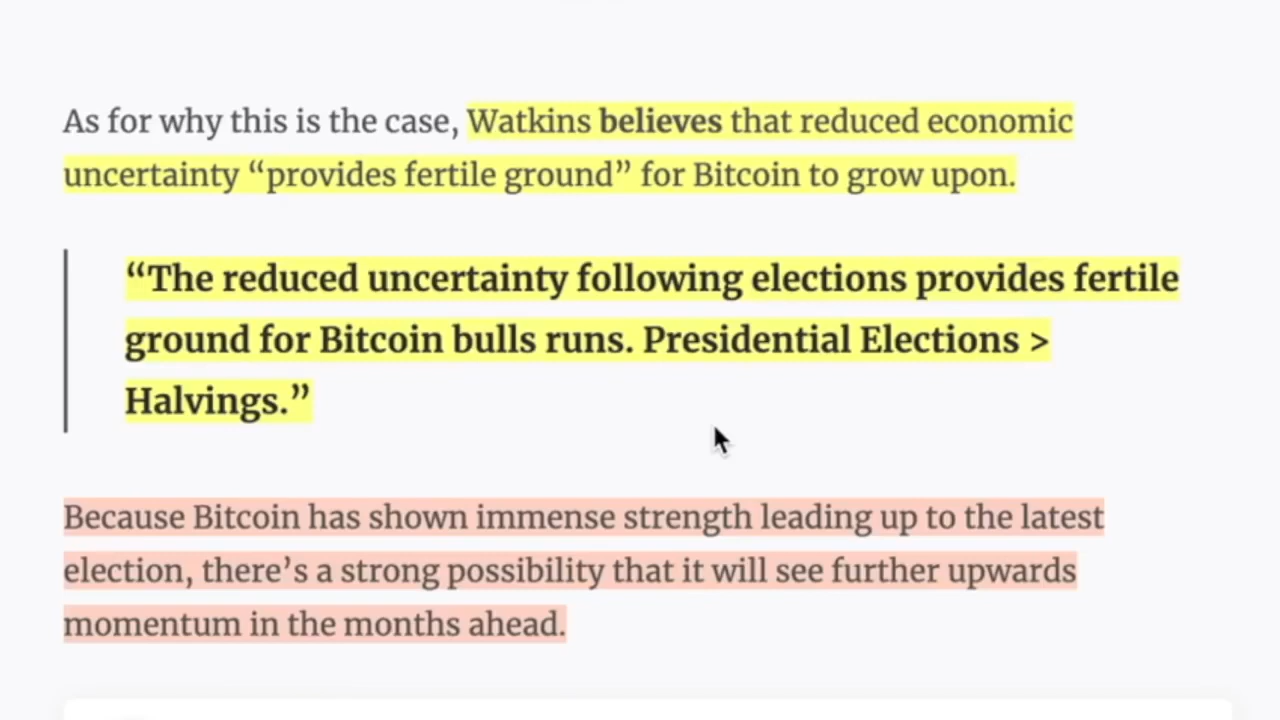 As for why this is the case, Watkins believes that reduced economic
uncertainty “provides fertile ground” for Bitcoin to grow upon.
“The reduced uncertainty following elections provides fertile
ground for Bitcoin bulls runs. Presidential Elections >
Halvings.”
Because Bitcoin has shown immense strength leading up to the latest
election, there’s a strong possibility that it will see further upwards
momentum in the months ahead.